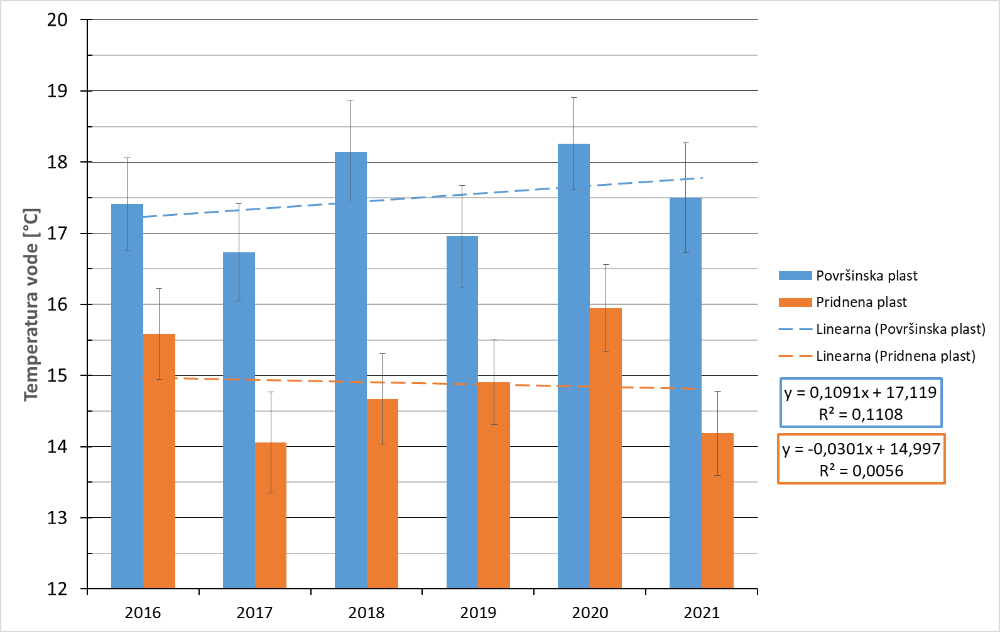 Temperatura vode [°C]
20
19
18
17
16
15
14
13
12
2016
2017
2018
2019
2020
2021
Površinska plast
Pridnena plast
Linearna (Površinska plast)
Linearna (Pridnena plast)
y = 0,1091x + 17,119
R² = 0,1108
y = -0,0301x + 14,997
R² = 0,0056